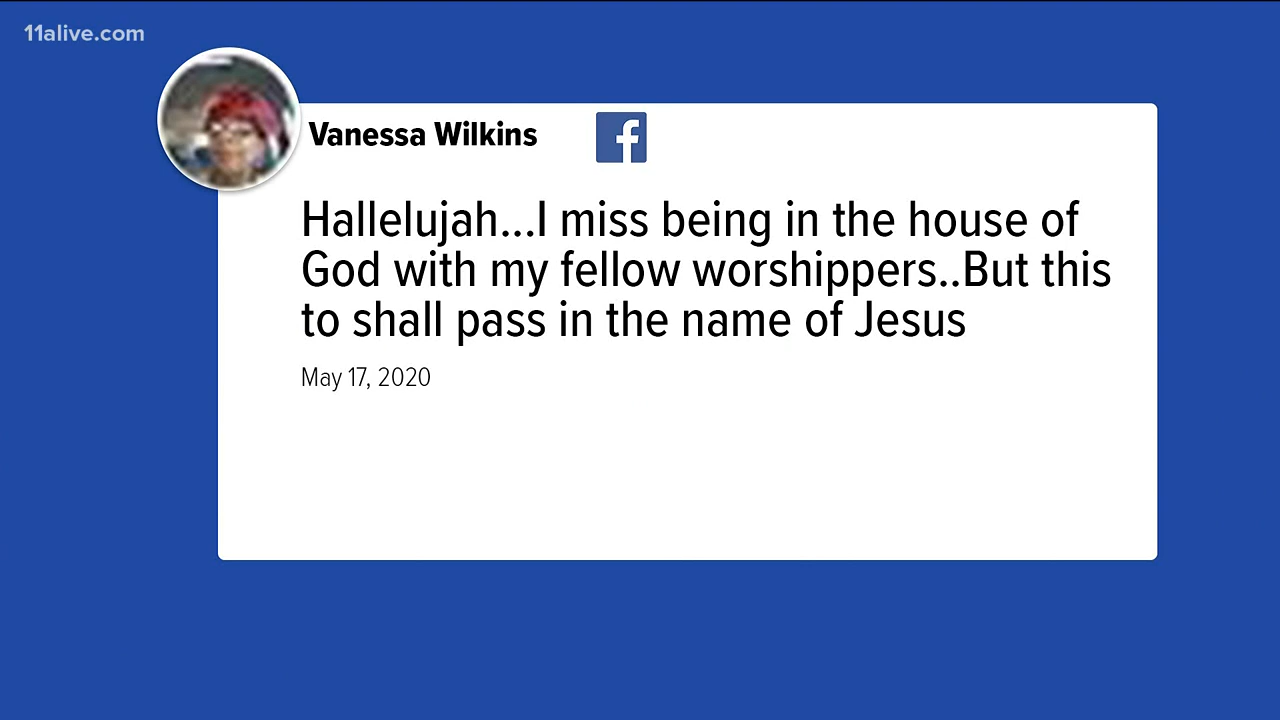 11alive.com
Vanessa Wilkins
Hallelujah...I miss being in the house of
God with my fellow worshippers..But this
to shall pass in the name of Jesus
May 17, 2020